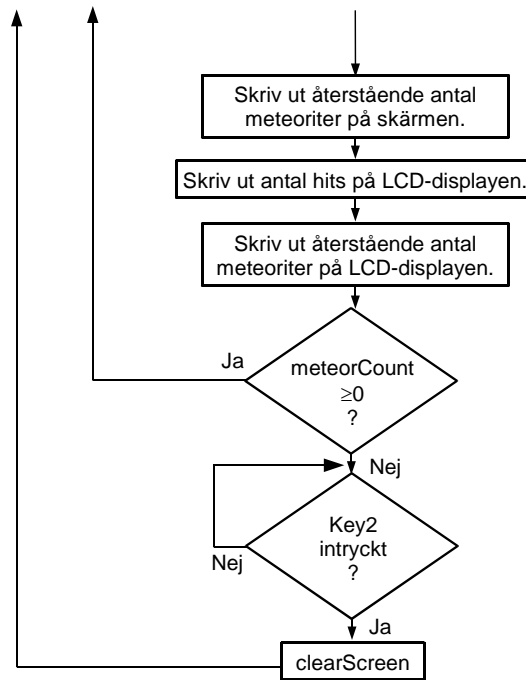 Skriv ut återstående antal
meteoriter på skärmen.
Skriv ut antal hits på LCD-displayen.
Skriv ut återstående antal
meteoriter på LCD-displayen.
Ja
meteorCount
≥0
?
Nej
Key2
intryckt
?
Nej
Ja
clearScreen